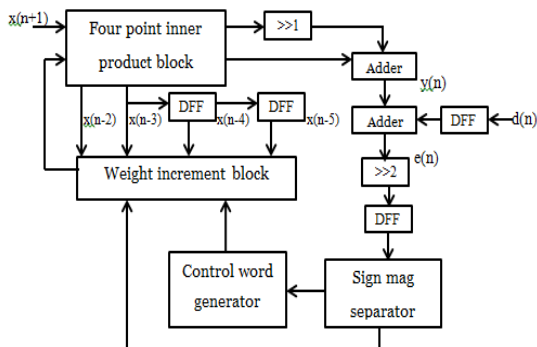 x(n+1)
Four point inner
product block
>>1
Adder
y(n)
x(n-2)
x(n-3)
DFF
x(n-4)
DFF
x(n-5)
Adder
DFF
d(n)
e(n)
Weight increment block
>>2
DFF
Control word
generator
Sign mag
separator